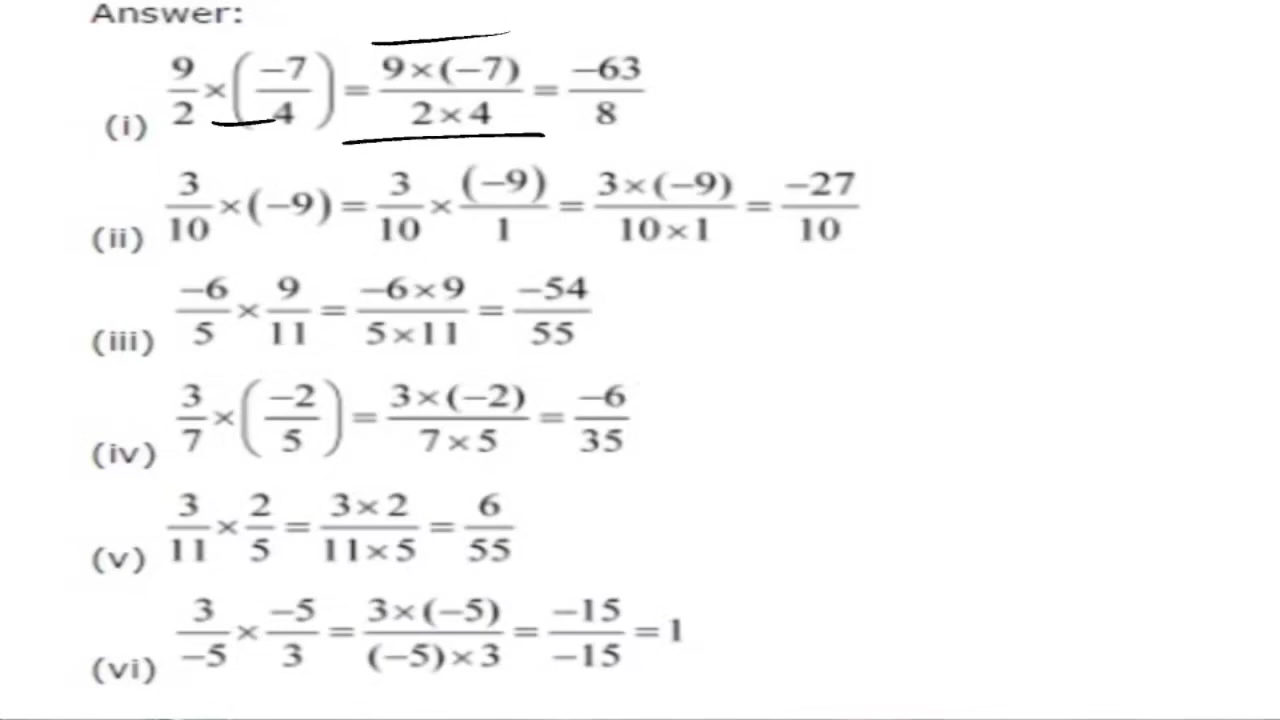 Answer:
(i) 9/2 × (-7/4) = 9×(-7)/2×4 = -63/8
(ii) 3/10 ×(-9) = 3/10 × (-9)/1 = 3×(-9)/10×1 = -27/10
(iii) -6/5 × 9/11 = -6×9/5×11 = -54/55
(iv) 3/7 × (-2/5) = 3×(-2)/7×5 = -6/35
(v) 3/11 × 2/5 = 3×2/11×5 = 6/55
(vi) 3/-5 × -5/3 = 3×(-5)/(-5)×3 = -15/-15 = 1